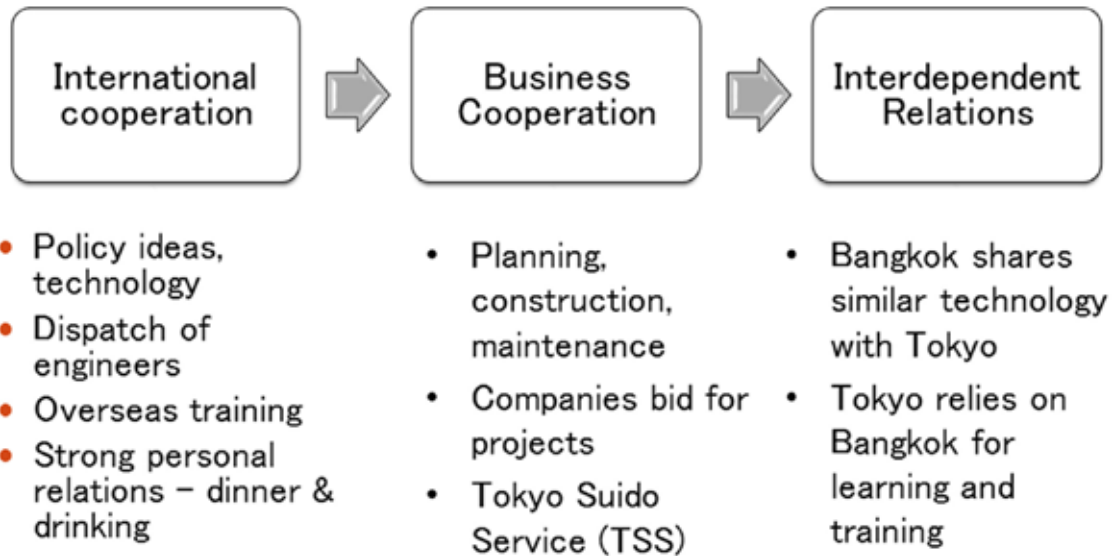 International
cooperation
Business
Cooperation
Interdependent
Relations
• Policy ideas,
technology
• Dispatch of
engineers
• Overseas training
• Strong personal
relations – dinner &
drinking
• Planning,
construction,
maintenance
• Companies bid for
projects
• Tokyo Suido
Service (TSS)
• Bangkok shares
similar technology
with Tokyo
• Tokyo relies on
Bangkok for
learning and
training